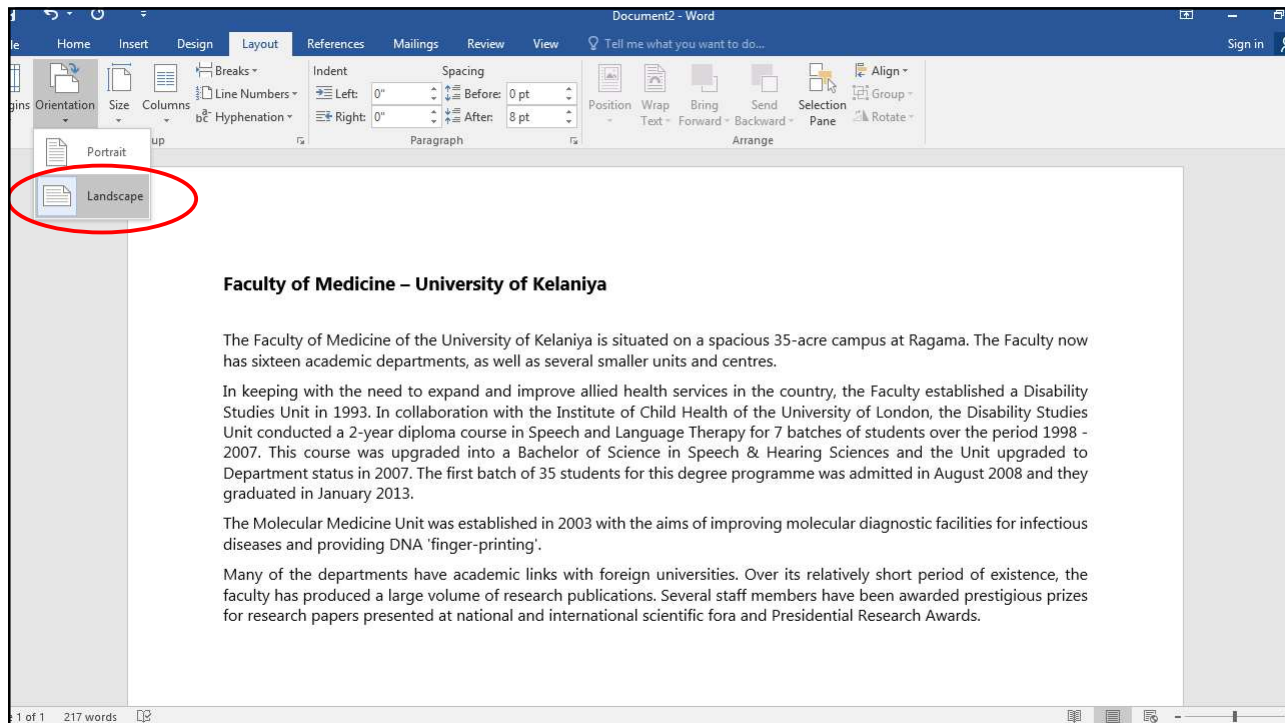 Document2 - Word
Home Insert Design Layout References Mailings Review View Tell me what you want to do... Sign in
Orientation Size Columns
Breaks
Line Numbers
Hyphenation
Indent
Left: 0"
Right: 0"
Spacing
Before: 0 pt
After: 8 pt
Paragraph
Position Wrap Text Bring Forward Send Backward Selection Pane
Align
Group
Rotate
Arrange
Portrait
Landscape
Faculty of Medicine – University of Kelaniya
The Faculty of Medicine of the University of Kelaniya is situated on a spacious 35-acre campus at Ragama. The Faculty now
has sixteen academic departments, as well as several smaller units and centres.
In keeping with the need to expand and improve allied health services in the country, the Faculty established a Disability
Studies Unit in 1993. In collaboration with the Institute of Child Health of the University of London, the Disability Studies
Unit conducted a 2-year diploma course in Speech and Language Therapy for 7 batches of students over the period 1998 -
2007. This course was upgraded into a Bachelor of Science in Speech & Hearing Sciences and the Unit upgraded to
Department status in 2007. The first batch of 35 students for this degree programme was admitted in August 2008 and they
graduated in January 2013.
The Molecular Medicine Unit was established in 2003 with the aims of improving molecular diagnostic facilities for infectious
diseases and providing DNA 'finger-printing'.
Many of the departments have academic links with foreign universities. Over its relatively short period of existence, the
faculty has produced a large volume of research publications. Several staff members have been awarded prestigious prizes
for research papers presented at national and international scientific fora and Presidential Research Awards.
1 of 1 217 words